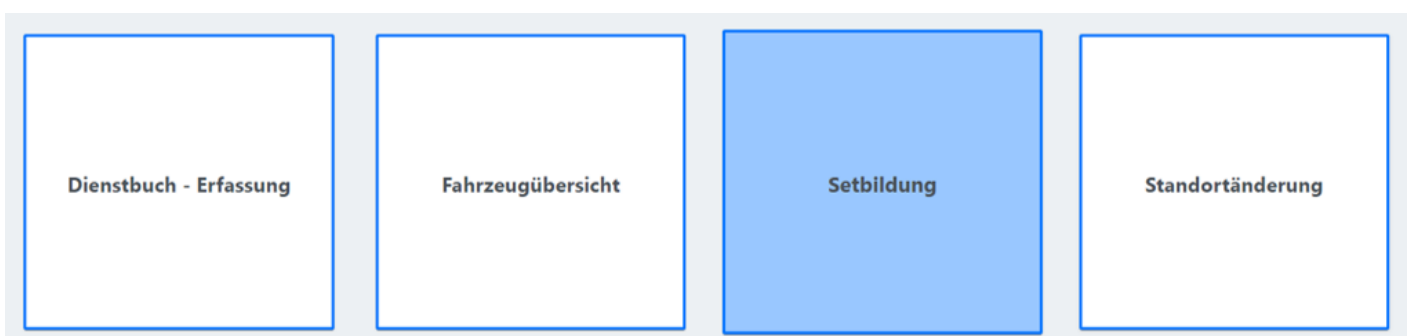 Dienstbuch - Erfassung
Fahrzeugübersicht
Setbildung
Standortänderung